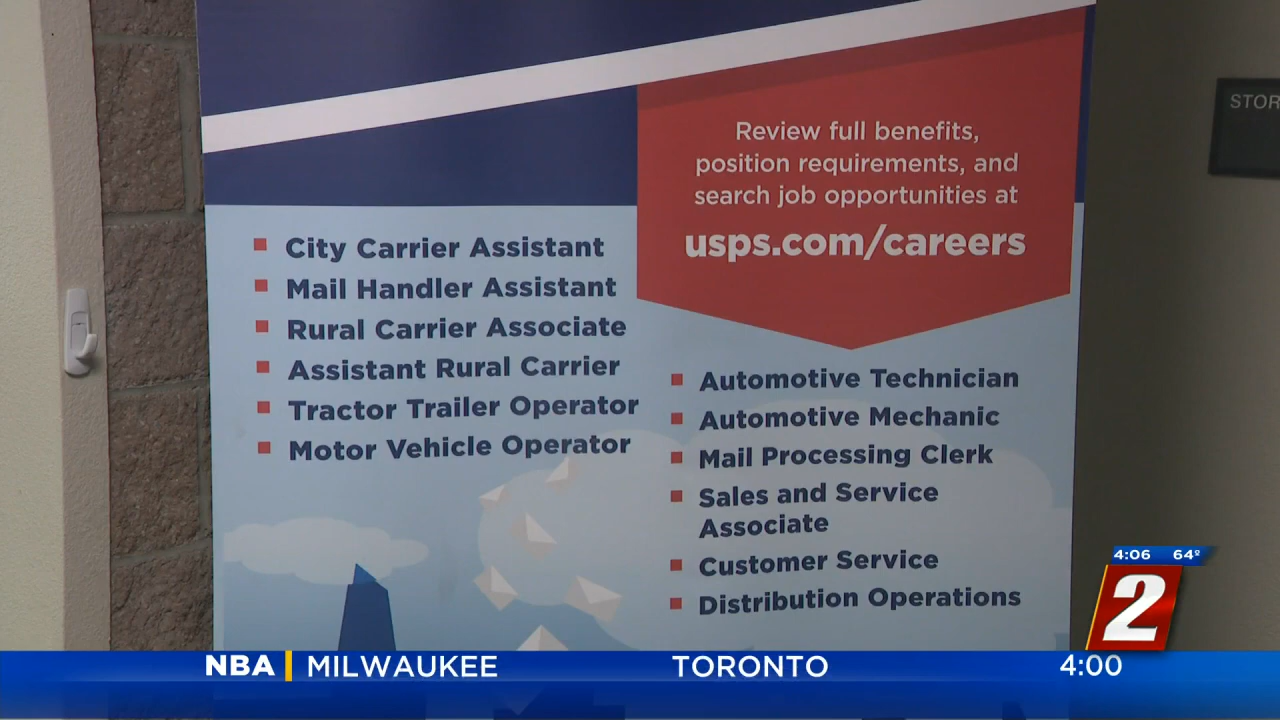 Review full benefits,
position requirements, and
search job opportunities at
usps.com/careers
City Carrier Assistant
Mail Handler Assistant
Rural Carrier Associate
Assistant Rural Carrier
Tractor Trailer Operator
Motor Vehicle Operator
Automotive Technician
Automotive Mechanic
Mail Processing Clerk
Sales and Service
Associate
Customer Service
Distribution Operations
STOR
4:06 64º
2
NBA MILWAUKEE TORONTO 4:00